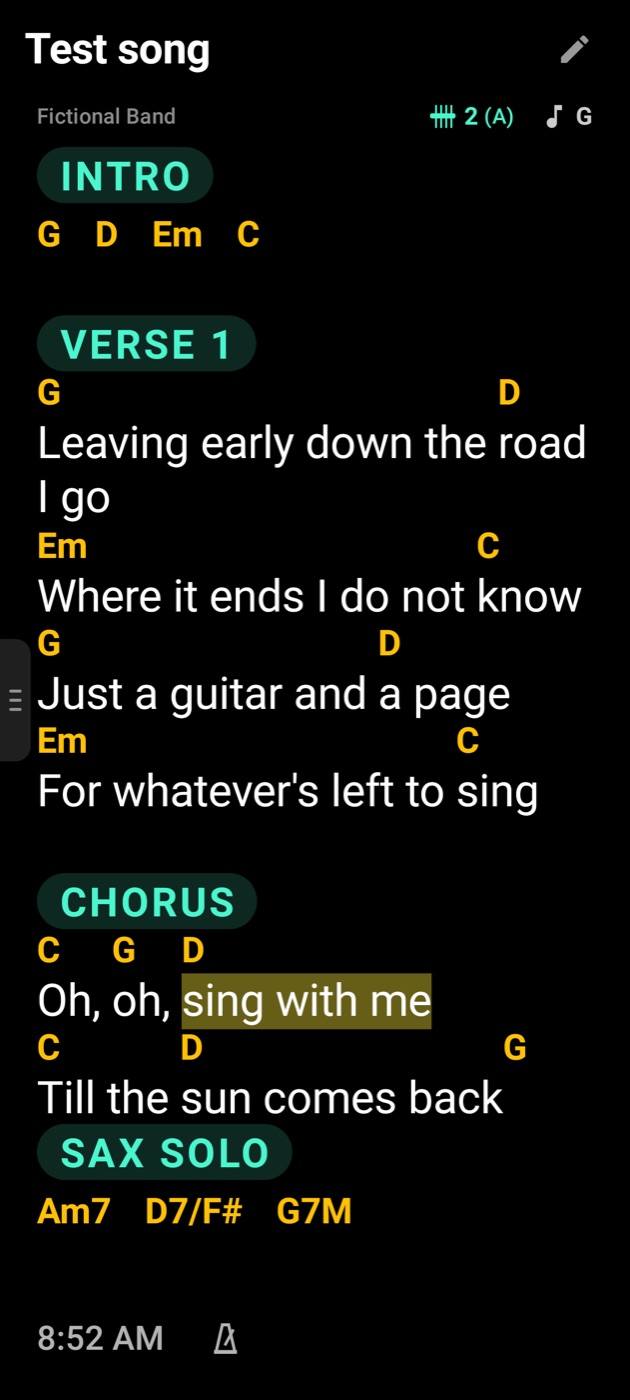 Test song
Fictional Band 2 (A) G
INTRO
G D Em C
VERSE 1
G D
Leaving early down the road
I go
Em C
Where it ends I do not know
G D
Just a guitar and a page
Em C
For whatever's left to sing
CHORUS
C G D
Oh, oh, sing with me
C D G
Till the sun comes back
SAX SOLO
Am7 D7/F# G7M
8:52 AM